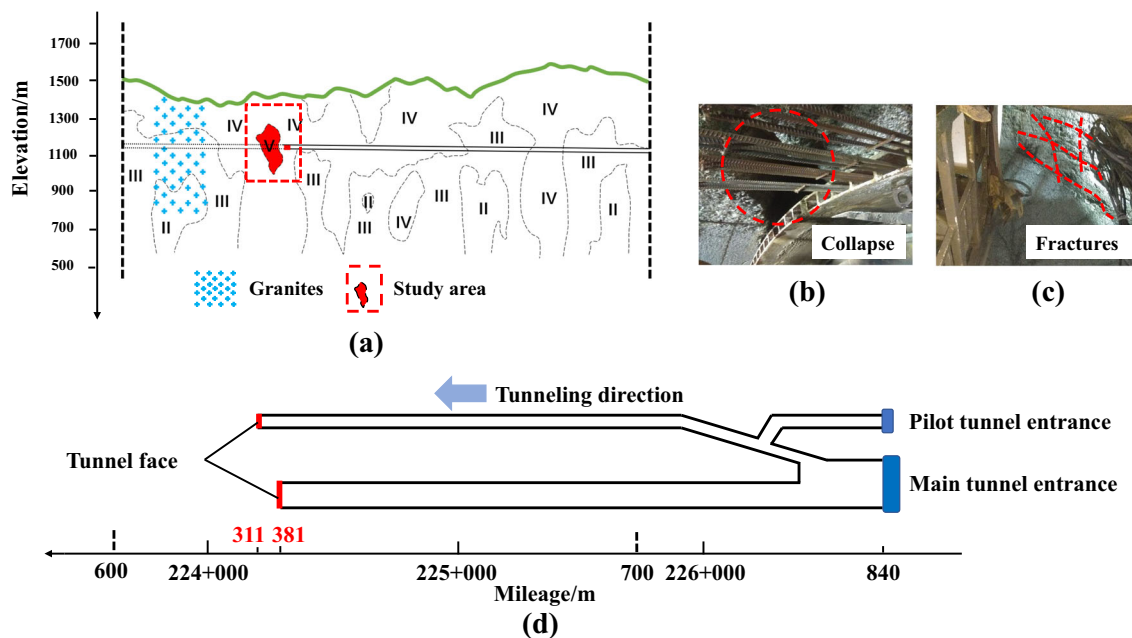 1700
1500
1300
1100
900
700
500
Elevation/m
IV
IV
IV
IV
V
III
III
III
III
III
III
III
II
II
III
IV
II
IV
II
Granites
Study area
(a)
Collapse
(b)
Fractures
(c)
Tunneling direction
Pilot tunnel entrance
Tunnel face
Main tunnel entrance
311 381
600
224+000
225+000
700
226+000
840
Mileage/m
(d)